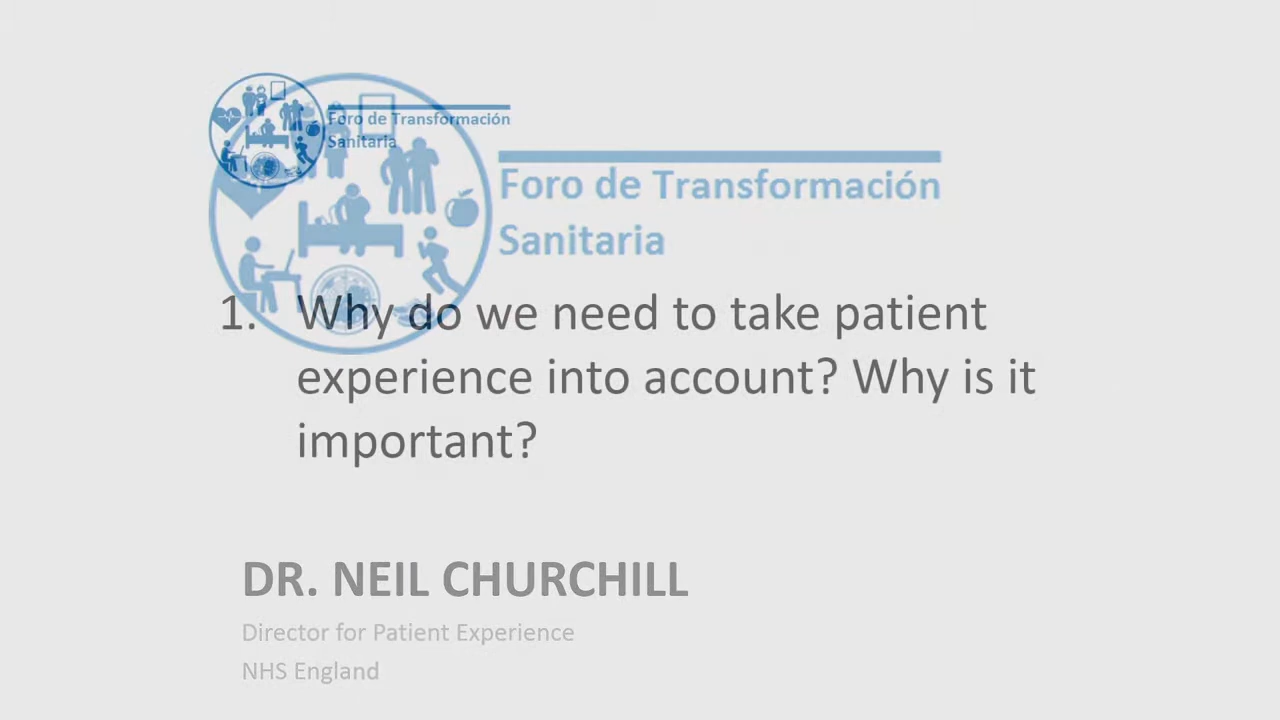 Foro de Transformación
Sanitaria
Foro de Transformación
Sanitaria
1. Why do we need to take patient
experience into account? Why is it
important?
DR. NEIL CHURCHILL
Director for Patient Experience
NHS England